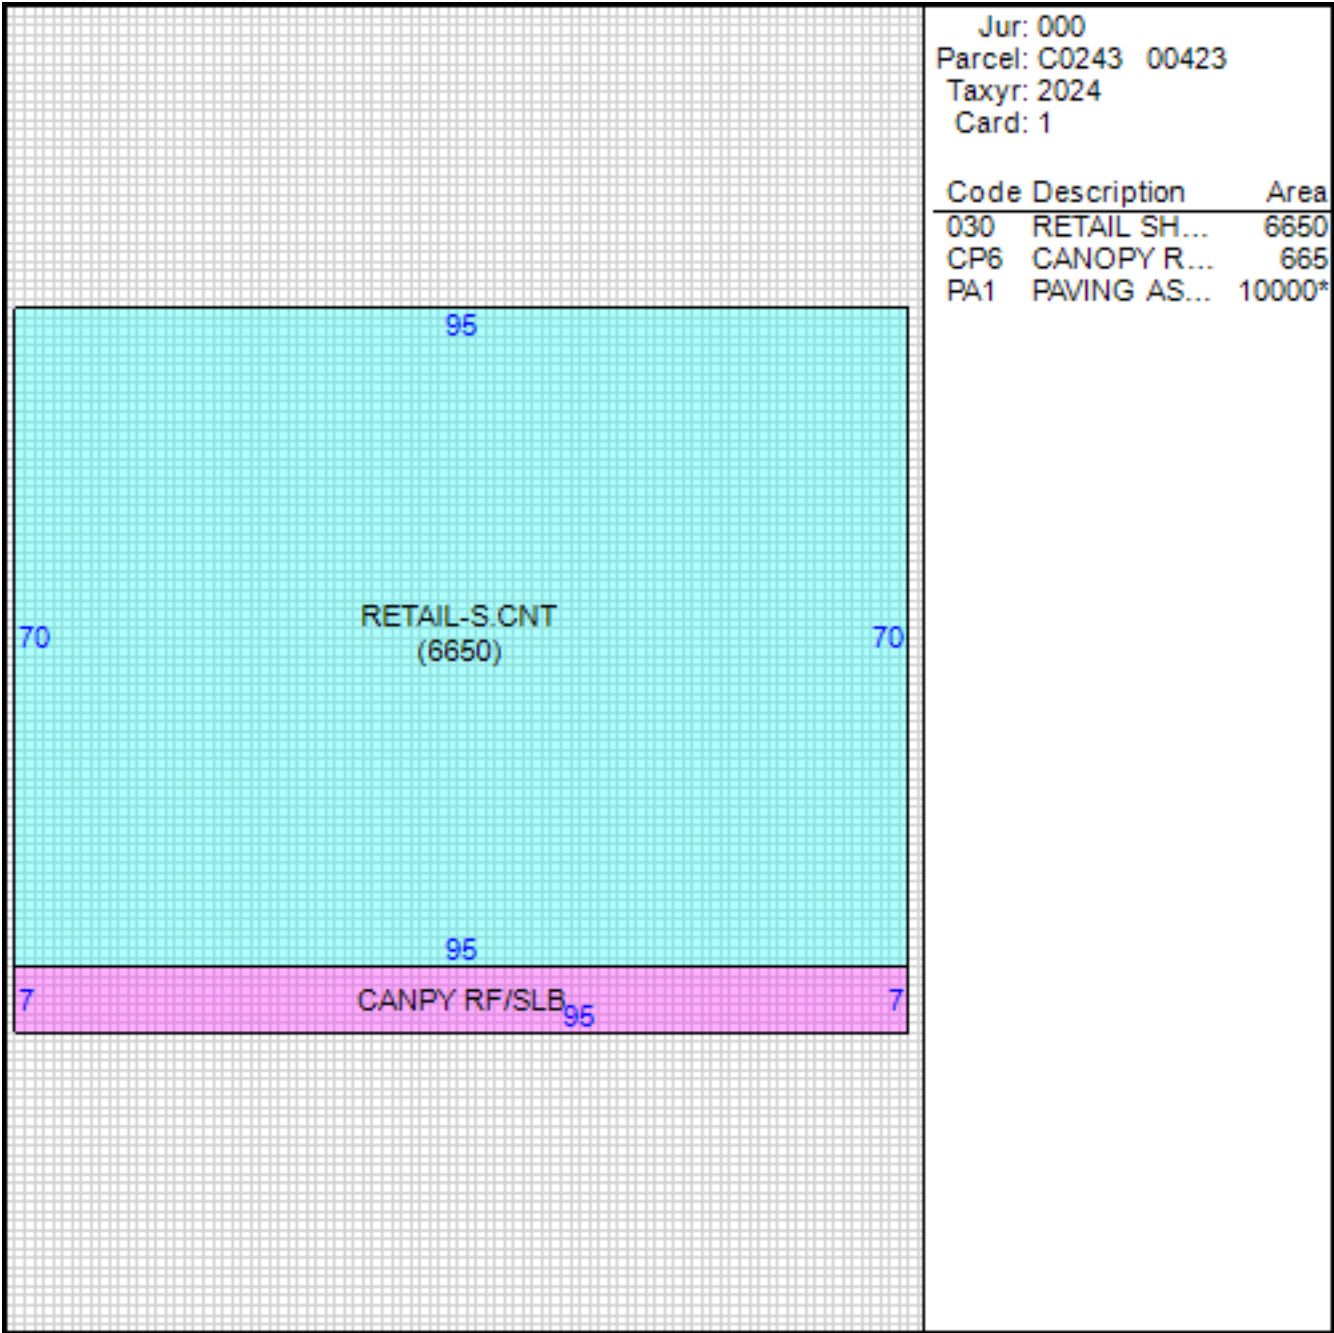 Jur: 000
Parcel: C0243 00423
Taxyr: 2024
Card: 1
Code Description Area
030 RETAIL SH... 6650
CP6 CANOPY R... 665
PA1 PAVING AS... 10000*
95
RETAIL-S.CNT
70 70
(6650)
95
7 CANPY RF/SLB 7
95